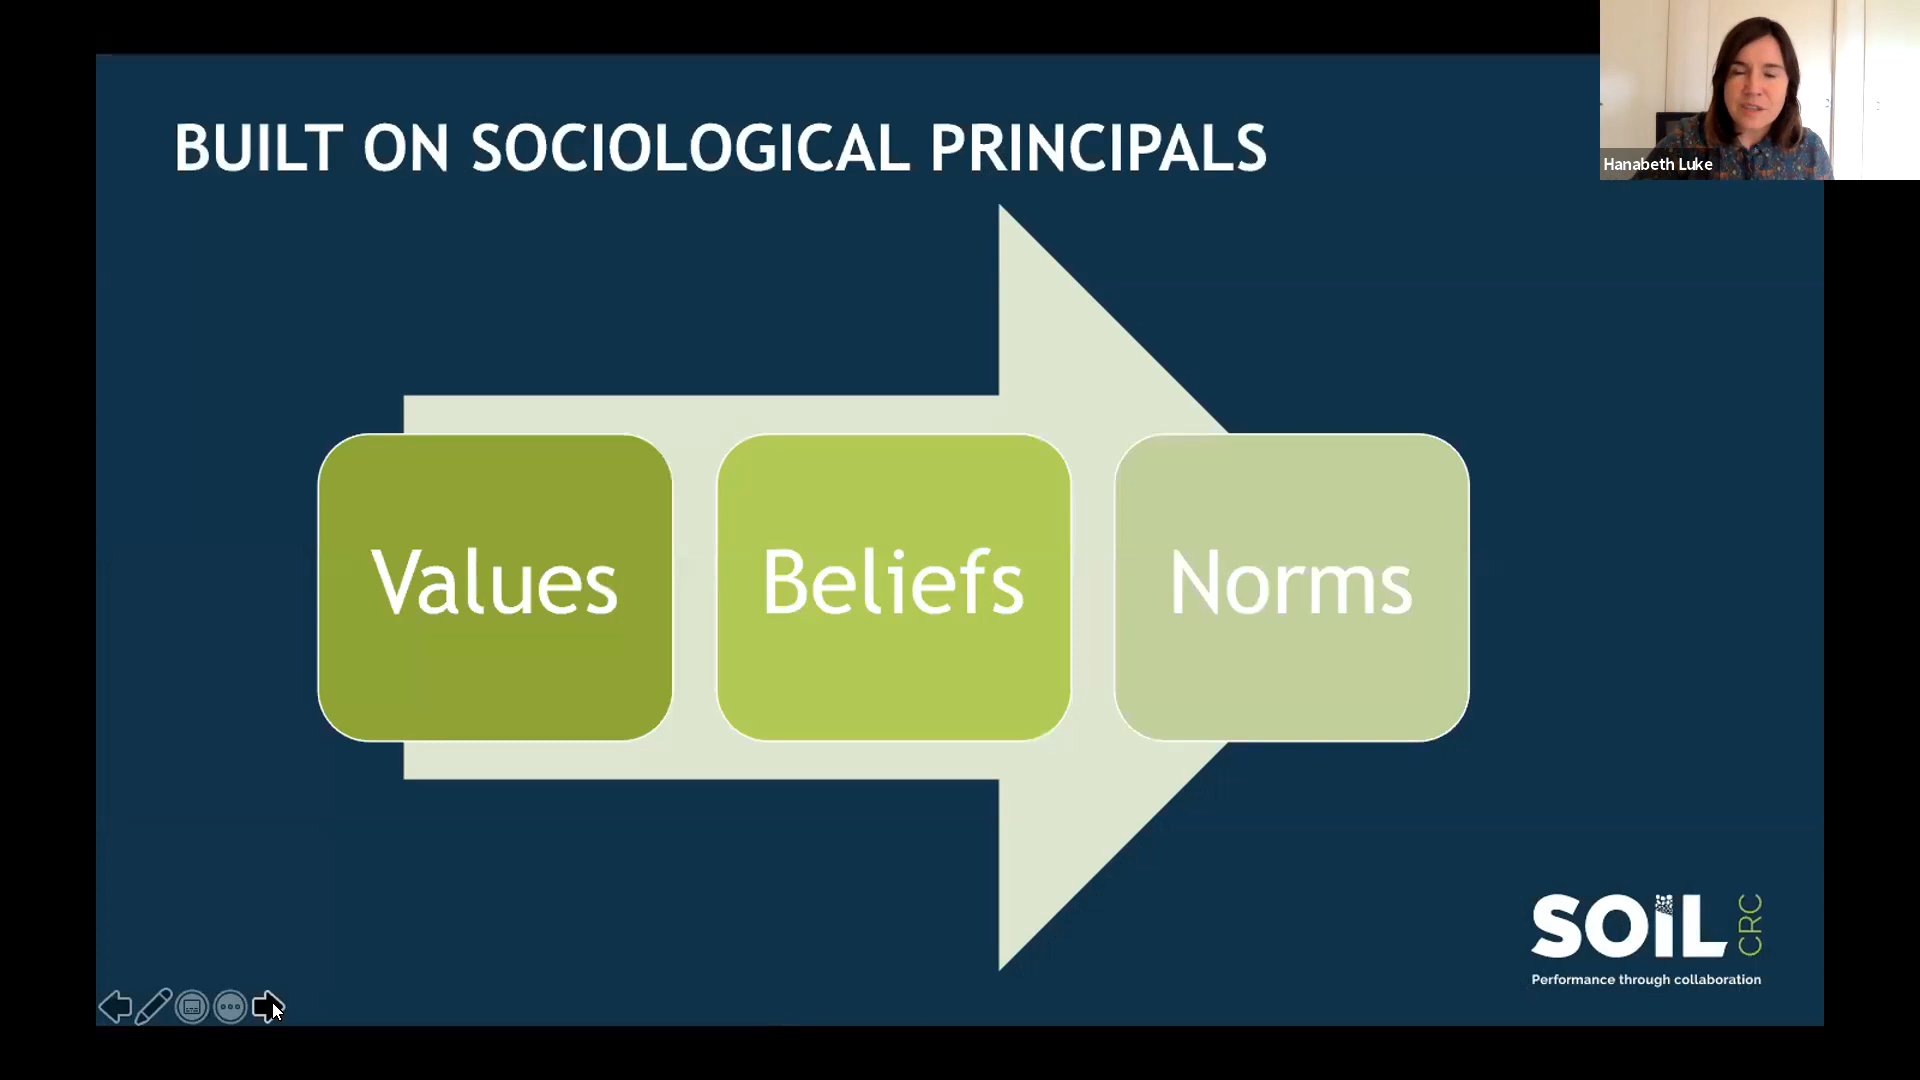 BUILT ON SOCIOLOGICAL PRINCIPALS
Hanabeth Luke
Values
Beliefs
Norms
SOIL CRC
Performance through collaboration